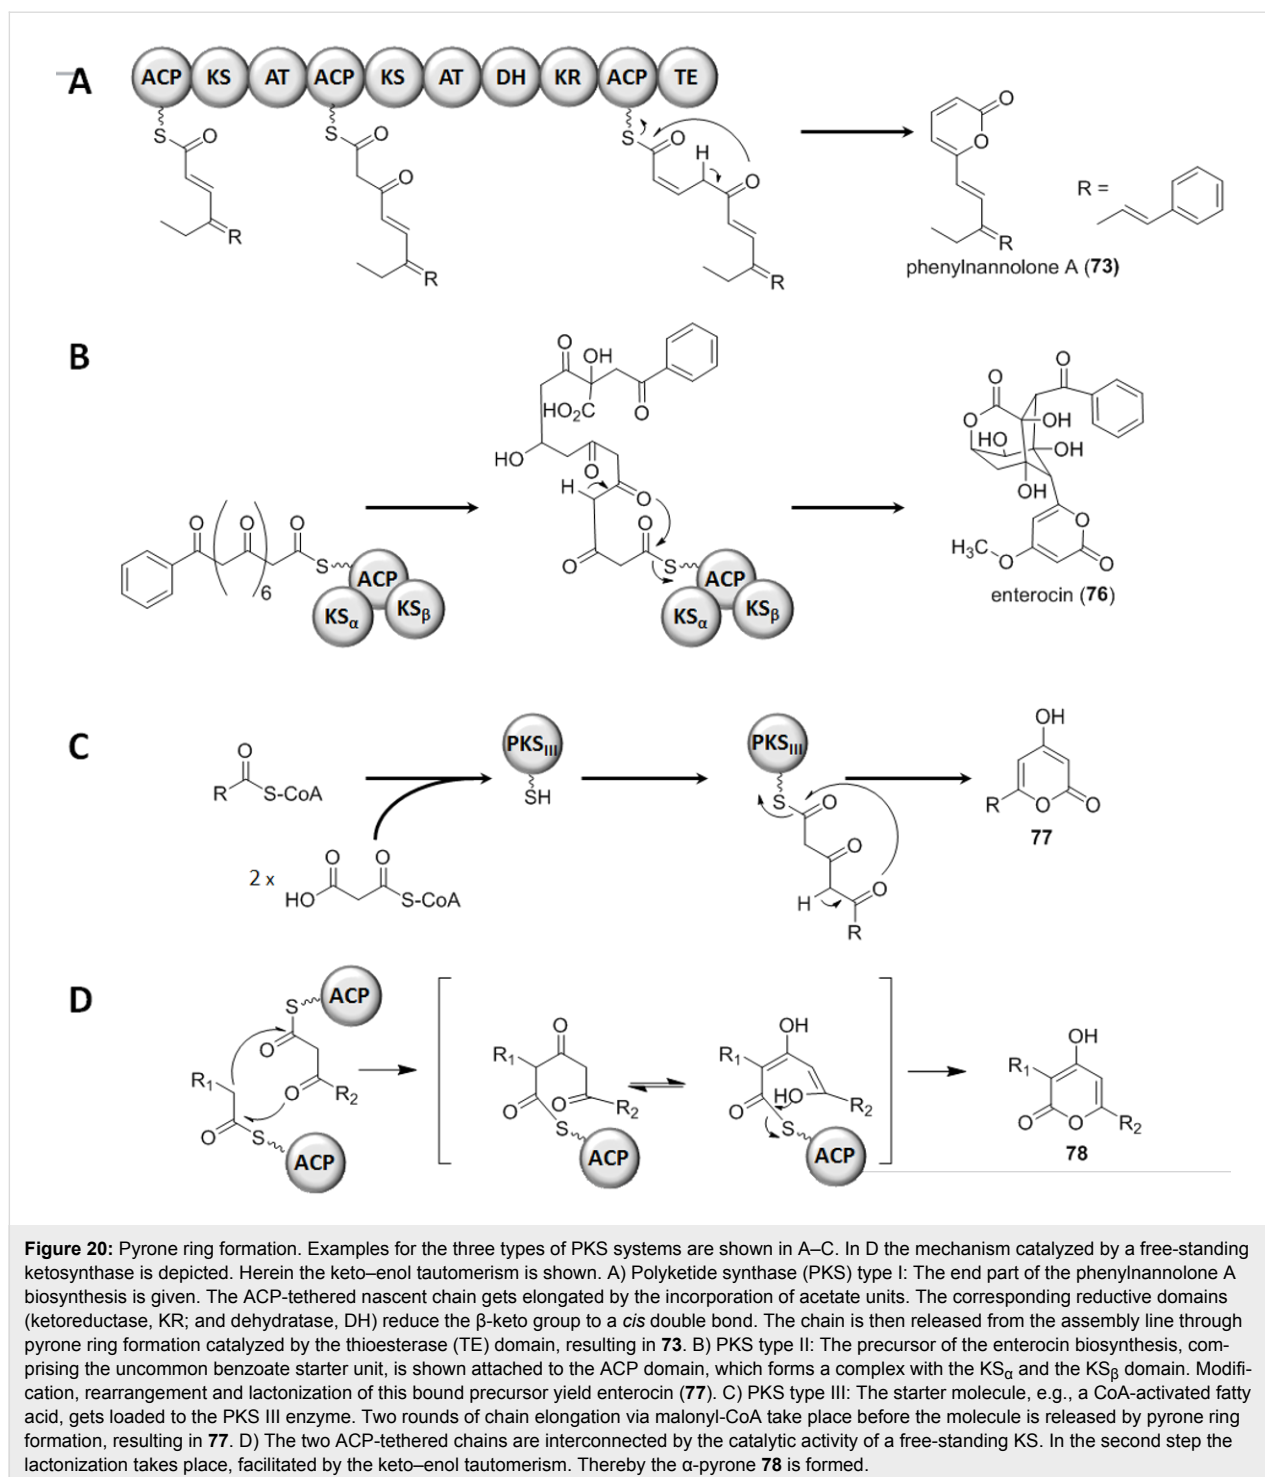 A
ACP KS AT ACP KS AT DH KR ACP TE
S O
S O
O
S O
H
O
R
R
R
O
O
R
R =
phenylnannolone A (73)
B
O
OH
HO2C
O
HO
O
H
O
O
O
S
ACP
KSα
KSβ
O O O
6
S
ACP
KSα
KSβ
O
O
O
OH
HO
OH
OH
O
O
H3C
O
enterocin (76)
C
O
R S-CoA
2 x
O O
HO S-CoA
PKSIII
SH
PKSIII
S O
O
O
H
R
OH
R O O
77
D
S ACP
O
R1
O R2
O S
ACP
O
R1
O O R2
S
ACP
OH
R1
HO
O R2
S
ACP
OH
R1
O O R2
78
Figure 20: Pyrone ring formation. Examples for the three types of PKS systems are shown in A–C. In D the mechanism catalyzed by a free-standing
ketosynthase is depicted. Herein the keto–enol tautomerism is shown. A) Polyketide synthase (PKS) type I: The end part of the phenylnannolone A
biosynthesis is given. The ACP-tethered nascent chain gets elongated by the incorporation of acetate units. The corresponding reductive domains
(ketoreductase, KR; and dehydratase, DH) reduce the β-keto group to a cis double bond. The chain is then released from the assembly line through
pyrone ring formation catalyzed by the thioesterase (TE) domain, resulting in 73. B) PKS type II: The precursor of the enterocin biosynthesis, com-
prising the uncommon benzoate starter unit, is shown attached to the ACP domain, which forms a complex with the KSα and the KSβ domain. Modifi-
cation, rearrangement and lactonization of this bound precursor yield enterocin (77). C) PKS type III: The starter molecule, e.g., a CoA-activated fatty
acid, gets loaded to the PKS III enzyme. Two rounds of chain elongation via malonyl-CoA take place before the molecule is released by pyrone ring
formation, resulting in 77. D) The two ACP-tethered chains are interconnected by the catalytic activity of a free-standing KS. In the second step the
lactonization takes place, facilitated by the keto–enol tautomerism. Thereby the α-pyrone 78 is formed.